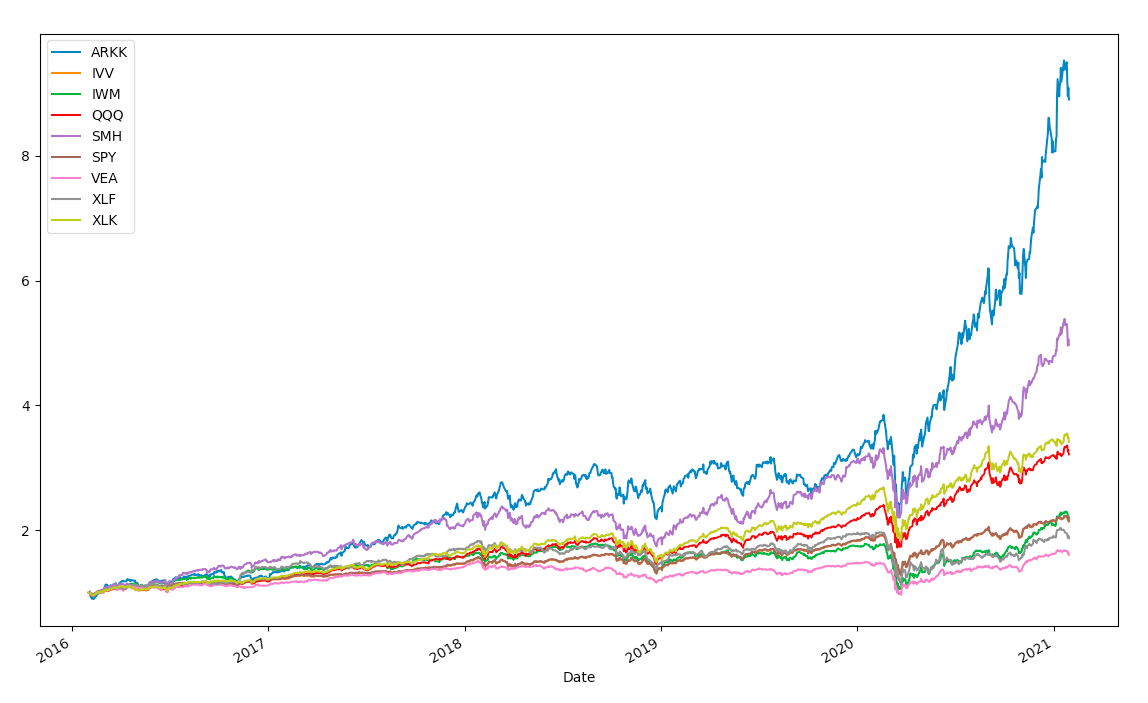 ARKK
IVV
IWM
QQQ
SMH
SPY
VEA
XLF
XLK
8
6
4
2
2016
2017
2018
2019
2020
2021
Date